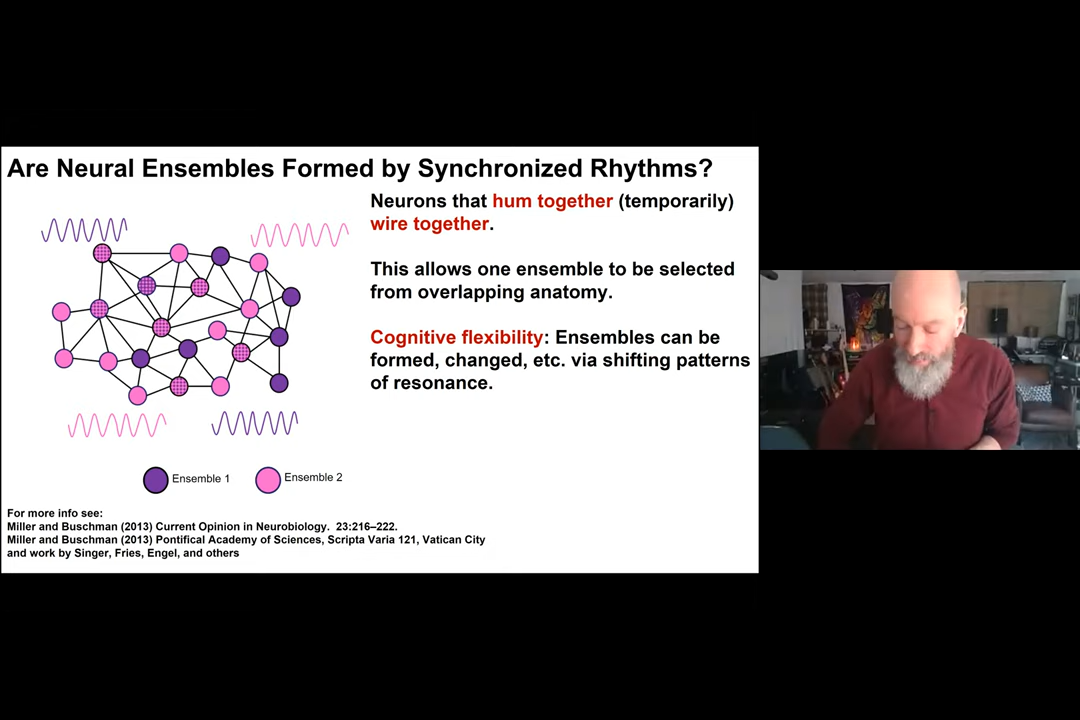 Are Neural Ensembles Formed by Synchronized Rhythms?
Neurons that hum together (temporarily)
wire together.
This allows one ensemble to be selected
from overlapping anatomy.
Cognitive flexibility: Ensembles can be
formed, changed, etc. via shifting patterns
of resonance.
Ensemble 1
Ensemble 2
For more info see:
Miller and Buschman (2013) Current Opinion in Neurobiology. 23:216–222.
Miller and Buschman (2013) Pontifical Academy of Sciences, Scripta Varia 121, Vatican City
and work by Singer, Fries, Engel, and others